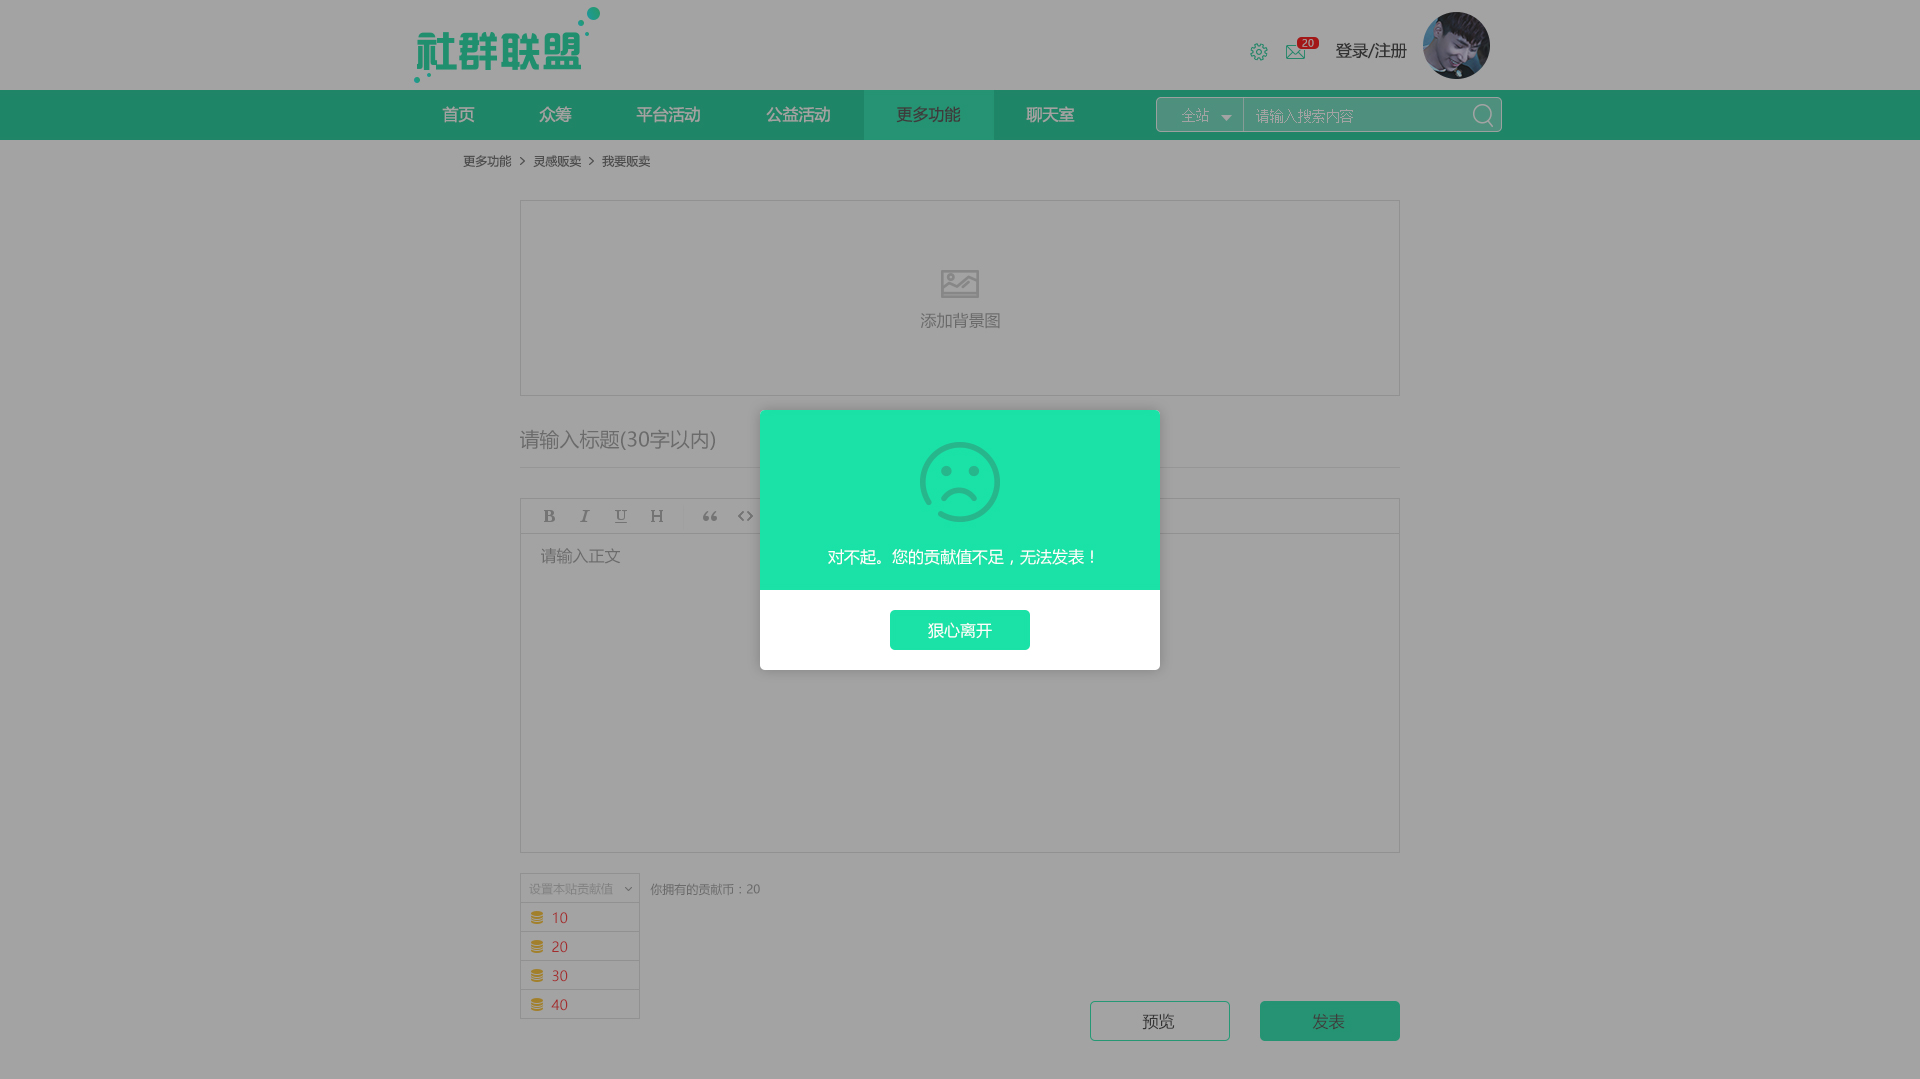 社群联盟
20
登录/注册
首页
众筹
平台活动
公益活动
更多功能
聊天室
全站
请输入搜索内容
更多功能 > 灵感贩卖 > 我要贩卖
添加背景图
请输入标题(30字以内)
B I U H “ <>
请输入正文
对不起。您的贡献值不足，无法发表！
狠心离开
设置本贴贡献值
你拥有的贡献币：20
10
20
30
40
预览
发表